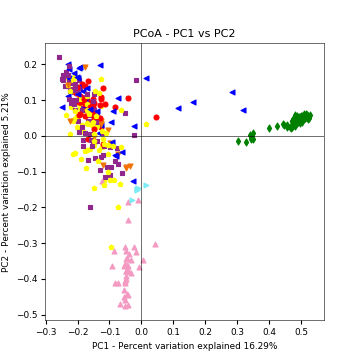 PCoA - PC1 vs PC2
PC2 - Percent variation explained 5.21%
0.2
0.1
0.0
−0.1
−0.2
−0.3
−0.4
−0.5
−0.3 −0.2 −0.1 0.0 0.1 0.2 0.3 0.4 0.5
PC1 - Percent variation explained 16.29%